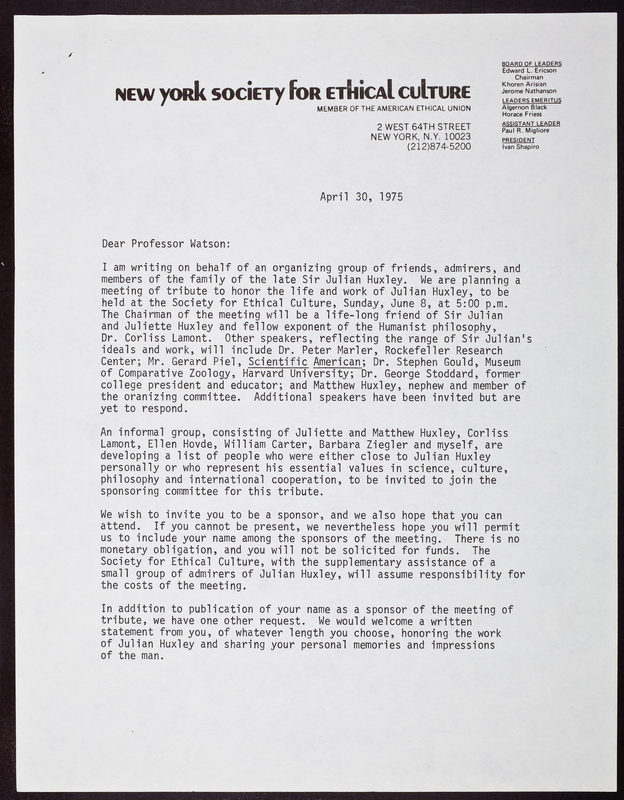 NEW YORK SOCIETY FOR ETHICAL CULTURE
MEMBER OF THE AMERICAN ETHICAL UNION
2 WEST 64TH STREET
NEW YORK, N.Y. 10023
(212)874-5200
BOARD OF LEADERS
Edward L. Ericson
Chairman
Khoren Arisian
Jerome Nathanson
LEADERS EMERITUS
Algernon Black
Horace Friess
ASSISTANT LEADER
Paul R. Migliore
PRESIDENT
Ivan Shapiro
April 30, 1975
Dear Professor Watson:
I am writing on behalf of an organizing group of friends, admirers, and
members of the family of the late Sir Julian Huxley. We are planning a
meeting of tribute to honor the life and work of Julian Huxley, to be
held at the Society for Ethical Culture, Sunday, June 8, at 5:00 p.m.
The Chairman of the meeting will be a life-long friend of Sir Julian
and Juliette Huxley and fellow exponent of the Humanist philosophy,
Dr. Corliss Lamont. Other speakers, reflecting the range of Sir Julian's
ideals and work, will include Dr. Peter Marler, Rockefeller Research
Center; Mr. Gerard Piel, Scientific American; Dr. Stephen Gould, Museum
of Comparative Zoology, Harvard University; Dr. George Stoddard, former
college president and educator; and Matthew Huxley, nephew and member of
the oranizing committee. Additional speakers have been invited but are
yet to respond.
An informal group, consisting of Juliette and Matthew Huxley, Corliss
Lamont, Ellen Hovde, William Carter, Barbara Ziegler and myself, are
developing a list of people who were either close to Julian Huxley
personally or who represent his essential values in science, culture,
philosophy and international cooperation, to be invited to join the
sponsoring committee for this tribute.
We wish to invite you to be a sponsor, and we also hope that you can
attend. If you cannot be present, we nevertheless hope you will permit
us to include your name among the sponsors of the meeting. There is no
monetary obligation, and you will not be solicited for funds. The
Society for Ethical Culture, with the supplementary assistance of a
small group of admirers of Julian Huxley, will assume responsibility for
the costs of the meeting.
In addition to publication of your name as a sponsor of the meeting of
tribute, we have one other request. We would welcome a written
statement from you, of whatever length you choose, honoring the work
of Julian Huxley and sharing your personal memories and impressions
of the man.